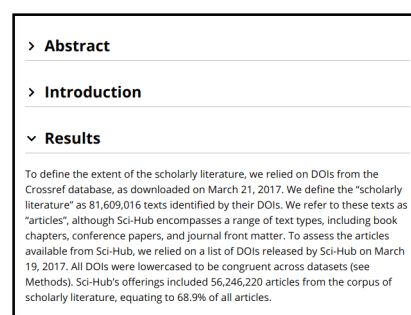 Abstract
Introduction
Results
To define the extent of the scholarly literature, we relied on DOIs from the
Crossref database, as downloaded on March 21, 2017. We define the “scholarly
literature” as 81,609,016 texts identified by their DOIs. We refer to these texts as
“articles”, although Sci-Hub encompasses a range of text types, including book
chapters, conference papers, and journal front matter. To assess the articles
available from Sci-Hub, we relied on a list of DOIs released by Sci-Hub on March
19, 2017. All DOIs were lowercased to be congruent across datasets (see
Methods). Sci-Hub’s offerings included 56,246,220 articles from the corpus of
scholarly literature, equating to 68.9% of all articles.